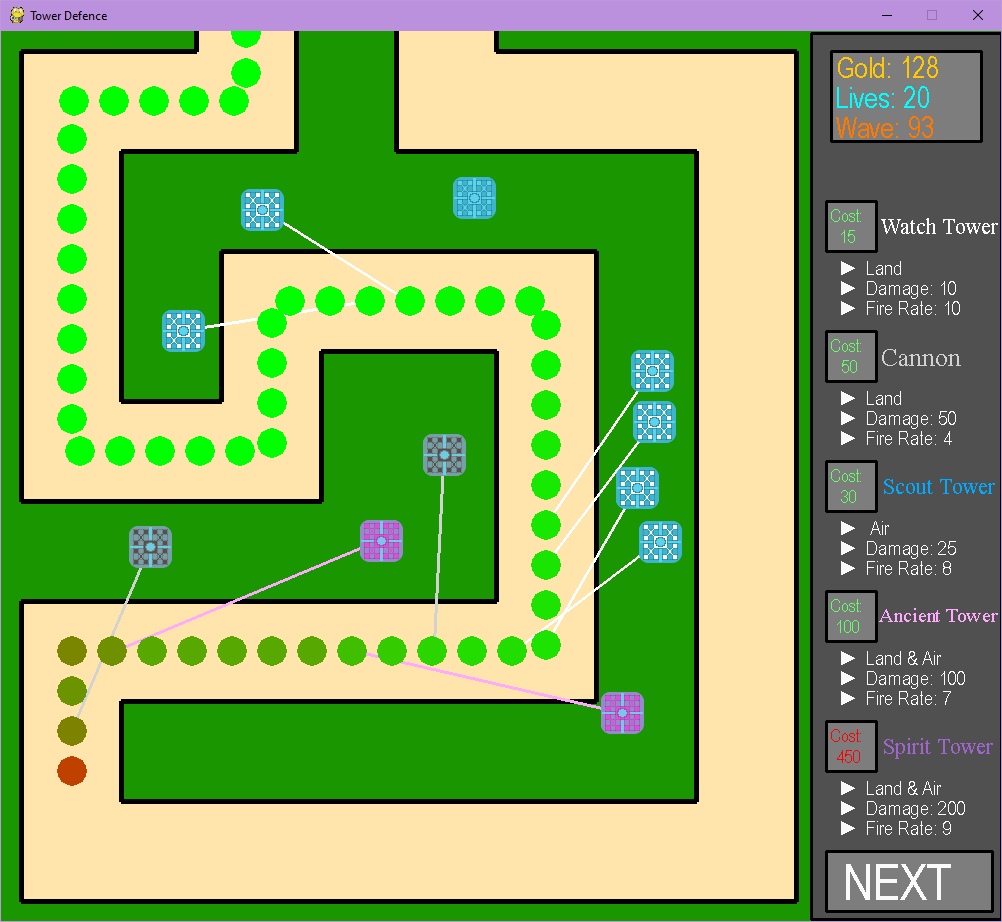 Tower Defence
Gold: 128
Lives: 20
Wave: 93
Cost:
15
Watch Tower
Land
Damage: 10
Fire Rate: 10
Cost:
50
Cannon
Land
Damage: 50
Fire Rate: 4
Cost:
30
Scout Tower
Air
Damage: 25
Fire Rate: 8
Cost:
100
Ancient Tower
Land & Air
Damage: 100
Fire Rate: 7
Cost:
450
Spirit Tower
Land & Air
Damage: 200
Fire Rate: 9
NEXT